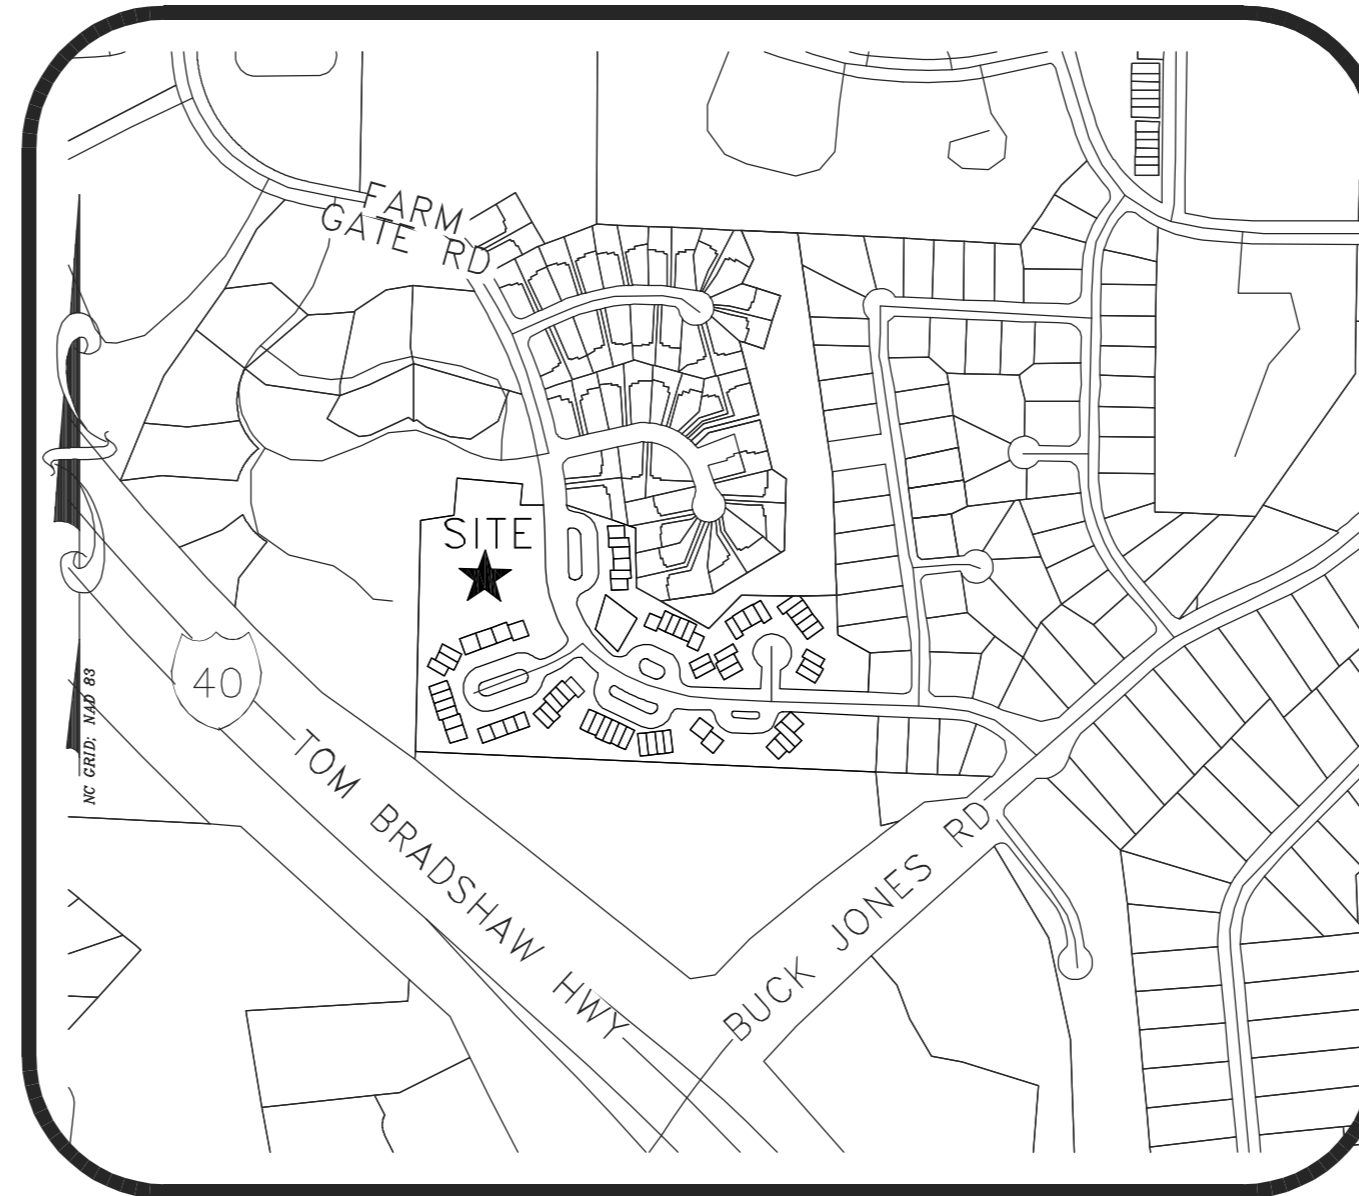 FARM
GATE RD
SITE
40
NC GRID; NAD 83
TOM BRADSHAW HWY
BUCK JONES RD